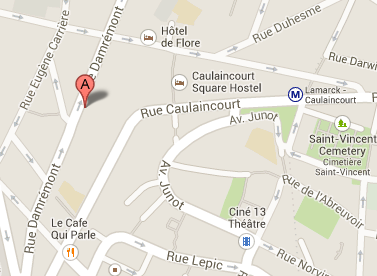 Rue Eugène Carrière
Rue Damrémont
A
Hôtel
de Flore
Rue Duhesme
Rue Darwi
Caulaincourt
Square Hostel
Rue Caulaincourt
M
Lamarck -
Caulaincourt
Av. Junot
Saint-Vincent
Cemetery
Cimetière
Saint-Vincent
Av. Junot
Rue de l'Abreuvoir
Rue Damrémont
Le Cafe
Qui Parle
Ciné 13
Théâtre
Rue Lepic
Rue Norvin